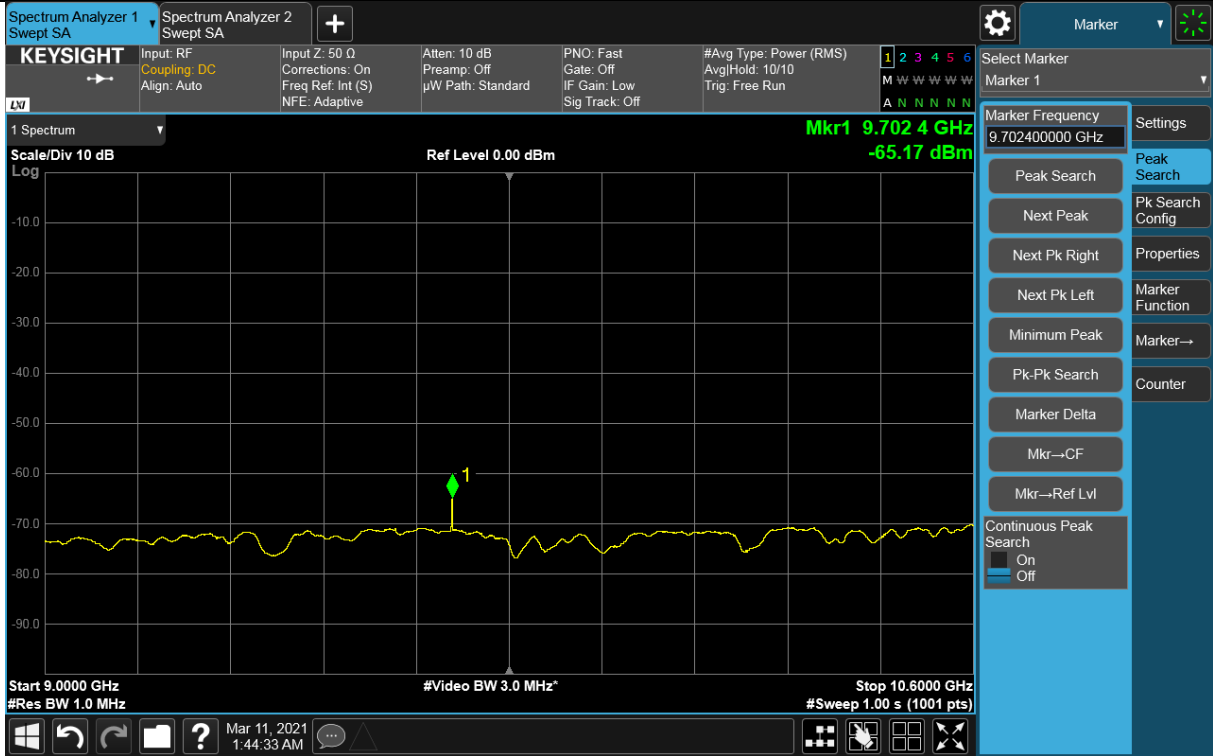 Spectrum Analyzer 1
Swept SA
Spectrum Analyzer 2
Swept SA
Marker
KEYSIGHT
LXI
Input: RF
Coupling: DC
Align: Auto
Input Z: 50 Ω
Corrections: On
Freq Ref: Int (S)
NFE: Adaptive
Atten: 10 dB
Preamp: Off
µW Path: Standard
PNO: Fast
Gate: Off
IF Gain: Low
Sig Track: Off
#Avg Type: Power (RMS)
Avg|Hold: 10/10
Trig: Free Run
1 2 3 4 5 6
M W W W W W
A N N N N N
Select Marker
Marker 1
1 Spectrum
Mkr1 9.702 4 GHz
-65.17 dBm
Scale/Div 10 dB
Ref Level 0.00 dBm
Log
-10.0
-20.0
-30.0
-40.0
-50.0
-60.0
-70.0
-80.0
-90.0
1
Start 9.0000 GHz
#Video BW 3.0 MHz*
Stop 10.6000 GHz
#Res BW 1.0 MHz
#Sweep 1.00 s (1001 pts)
Marker Frequency
9.702400000 GHz
Peak Search
Next Peak
Next Pk Right
Next Pk Left
Minimum Peak
Pk-Pk Search
Marker Delta
Mkr→CF
Mkr→Ref Lvl
Continuous Peak
Search
On
Off
Settings
Peak
Search
Pk Search
Config
Properties
Marker
Function
Marker→
Counter
?
Mar 11, 2021
1:44:33 AM